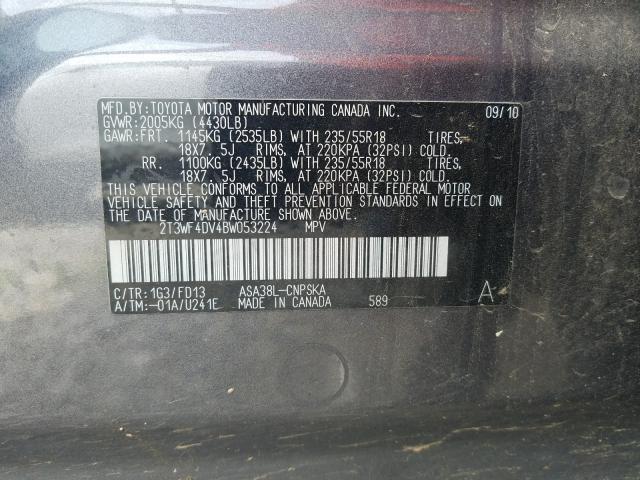 MFD.BY:TOYOTA MOTOR MANUFACTURING CANADA INC. 09/10
GVWR:2005KG (4430LB)
GAWR:FRT. 1145KG (2535LB) WITH 235/55R18 TIRES,
18X7. 5J RIMS, AT 220KPA (32PSI) COLD.
RR. 1100KG (2435LB) WITH 235/55R18 TIRES,
18X7. 5J RIMS, AT 220KPA (32PSI) COLD.
THIS VEHICLE CONFORMS TO ALL APPLICABLE FEDERAL MOTOR
VEHICLE SAFETY AND THEFT PREVENTION STANDARDS IN EFFECT
ON THE DATE OF MANUFACTURE SHOWN ABOVE.
2T3WF4DV4BW053224 MPV
C/TR:1G3/FD13 ASA38L-CNPSKA
A/TM:-01A/U241E MADE IN CANADA 589 A